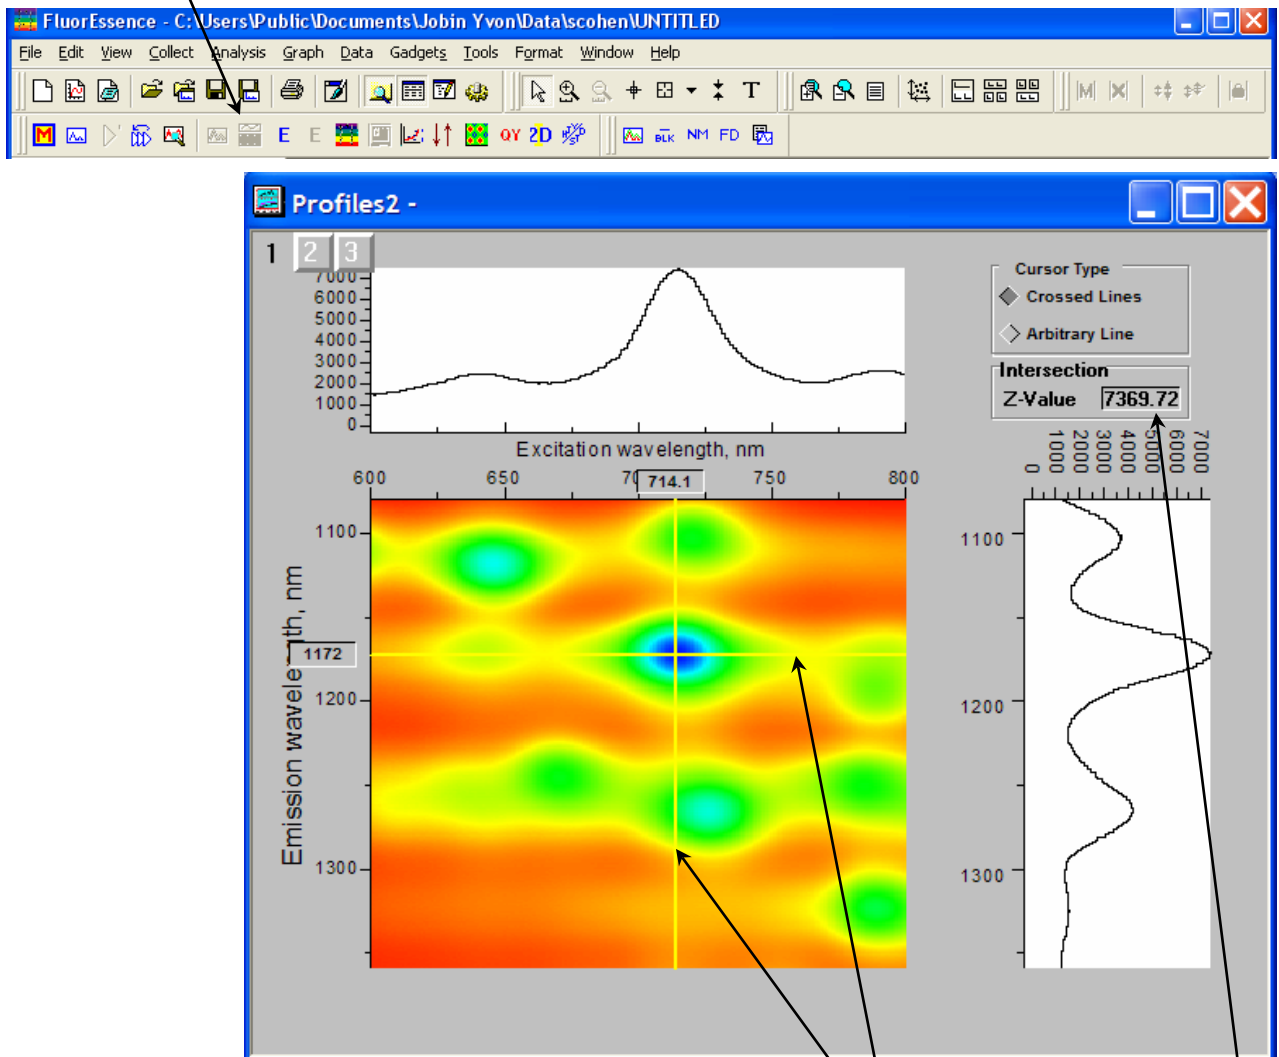 FluorEssence - C:\Users\Public\Documents\Jobin Yvon\Data\scohen\UNTITLED
File Edit View Collect Analysis Graph Data Gadgets Tools Format Window Help
T
M
M E E QY 2D BLK NM FD
Profiles2 -
1 2 3
7000
6000
5000
4000
3000
2000
1000
0
Cursor Type
Crossed Lines
Arbitrary Line
Intersection
Z-Value 7369.72
Excitation wavelength, nm
600 650 714.1 750 800
0 1000 2000 3000 4000 5000 6000 7000
Emission wavelength, nm
1100
1172
1200
1300
1100
1200
1300